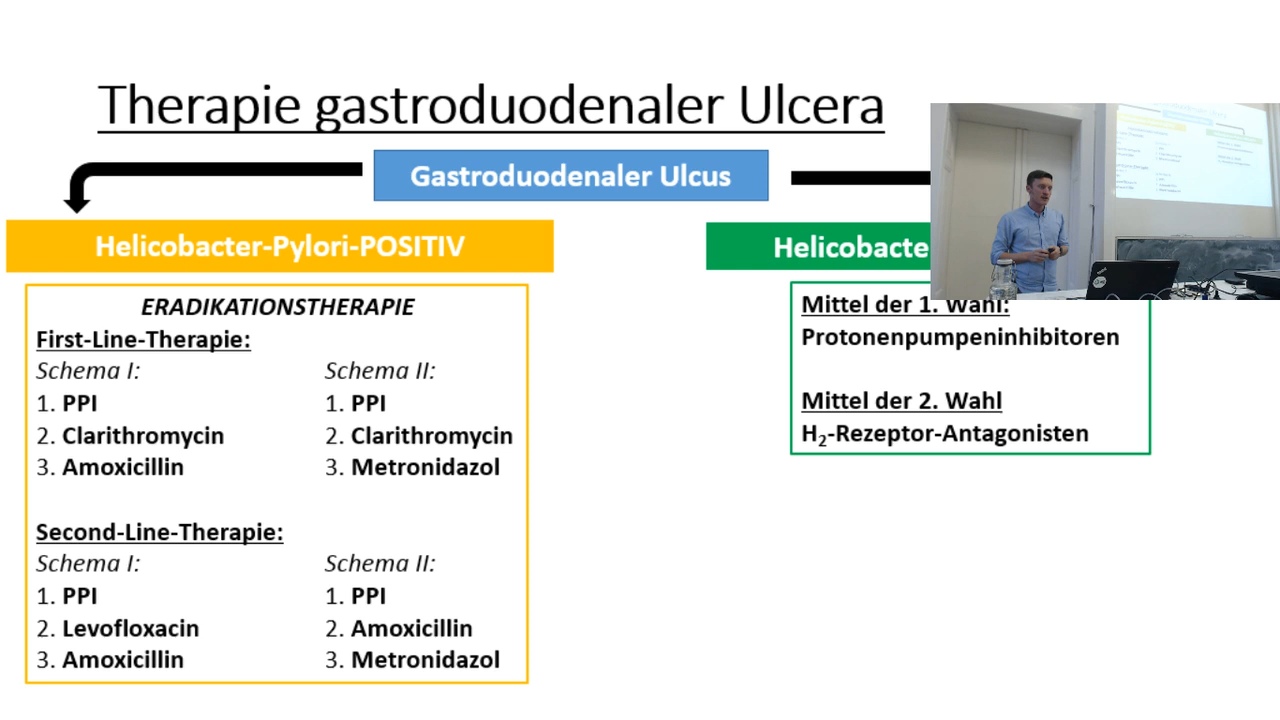 Therapie gastroduodenaler Ulcera
Gastroduodenaler Ulcus
Helicobacter-Pylori-POSITIV
ERADIKATIONSTHERAPIE
First-Line-Therapie:
Schema I:
1. PPI
2. Clarithromycin
3. Amoxicillin
Schema II:
1. PPI
2. Clarithromycin
3. Metronidazol
Second-Line-Therapie:
Schema I:
1. PPI
2. Levofloxacin
3. Amoxicillin
Schema II:
1. PPI
2. Amoxicillin
3. Metronidazol
Helicobacte
Mittel der 1. Wahl:
Protonenpumpeninhibitoren
Mittel der 2. Wahl
H₂-Rezeptor-Antagonisten